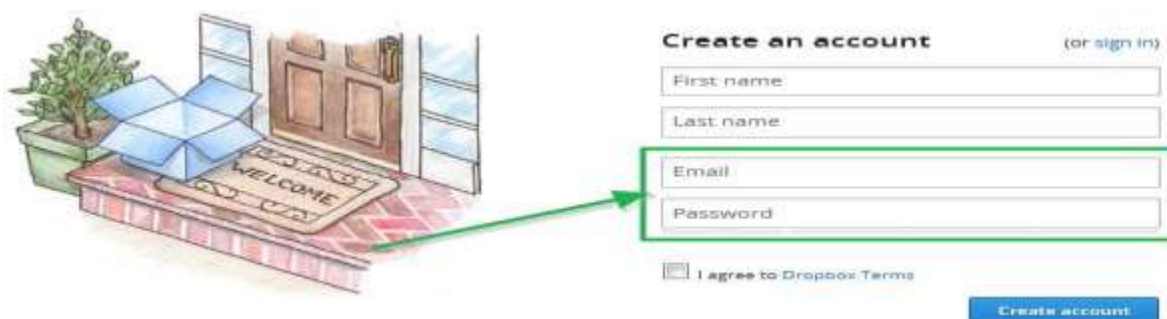 WELCOME
Create an account (or sign in)
First name
Last name
Email
Password
I agree to Dropbox Terms
Create account